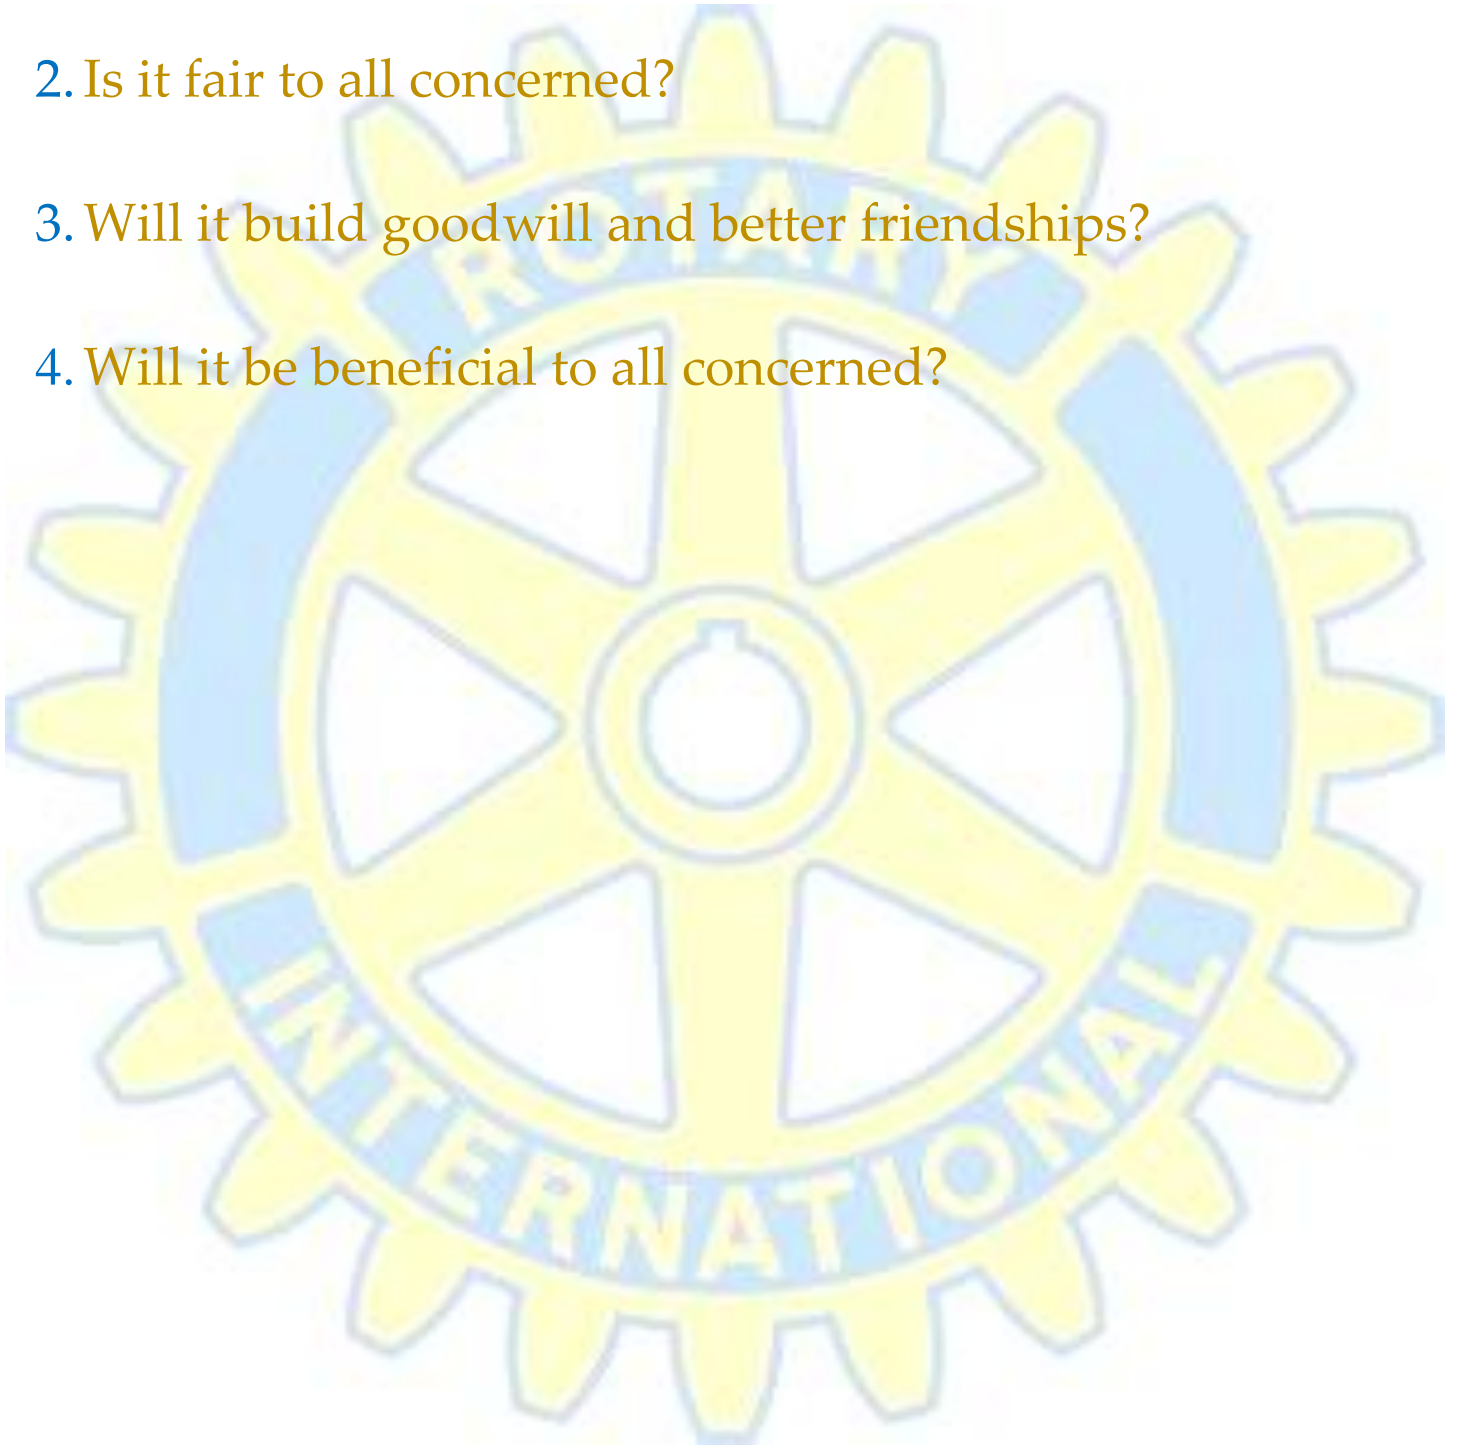 2. Is it fair to all concerned?
3. Will it build goodwill and better friendships?
4. Will it be beneficial to all concerned?
ROTARY
INTERNATIONAL